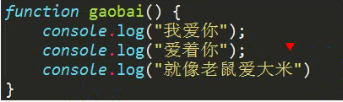 function gaobai() {
    console.log("我爱你");
    console.log("爱着你");
    console.log("就像老鼠爱大米")
}